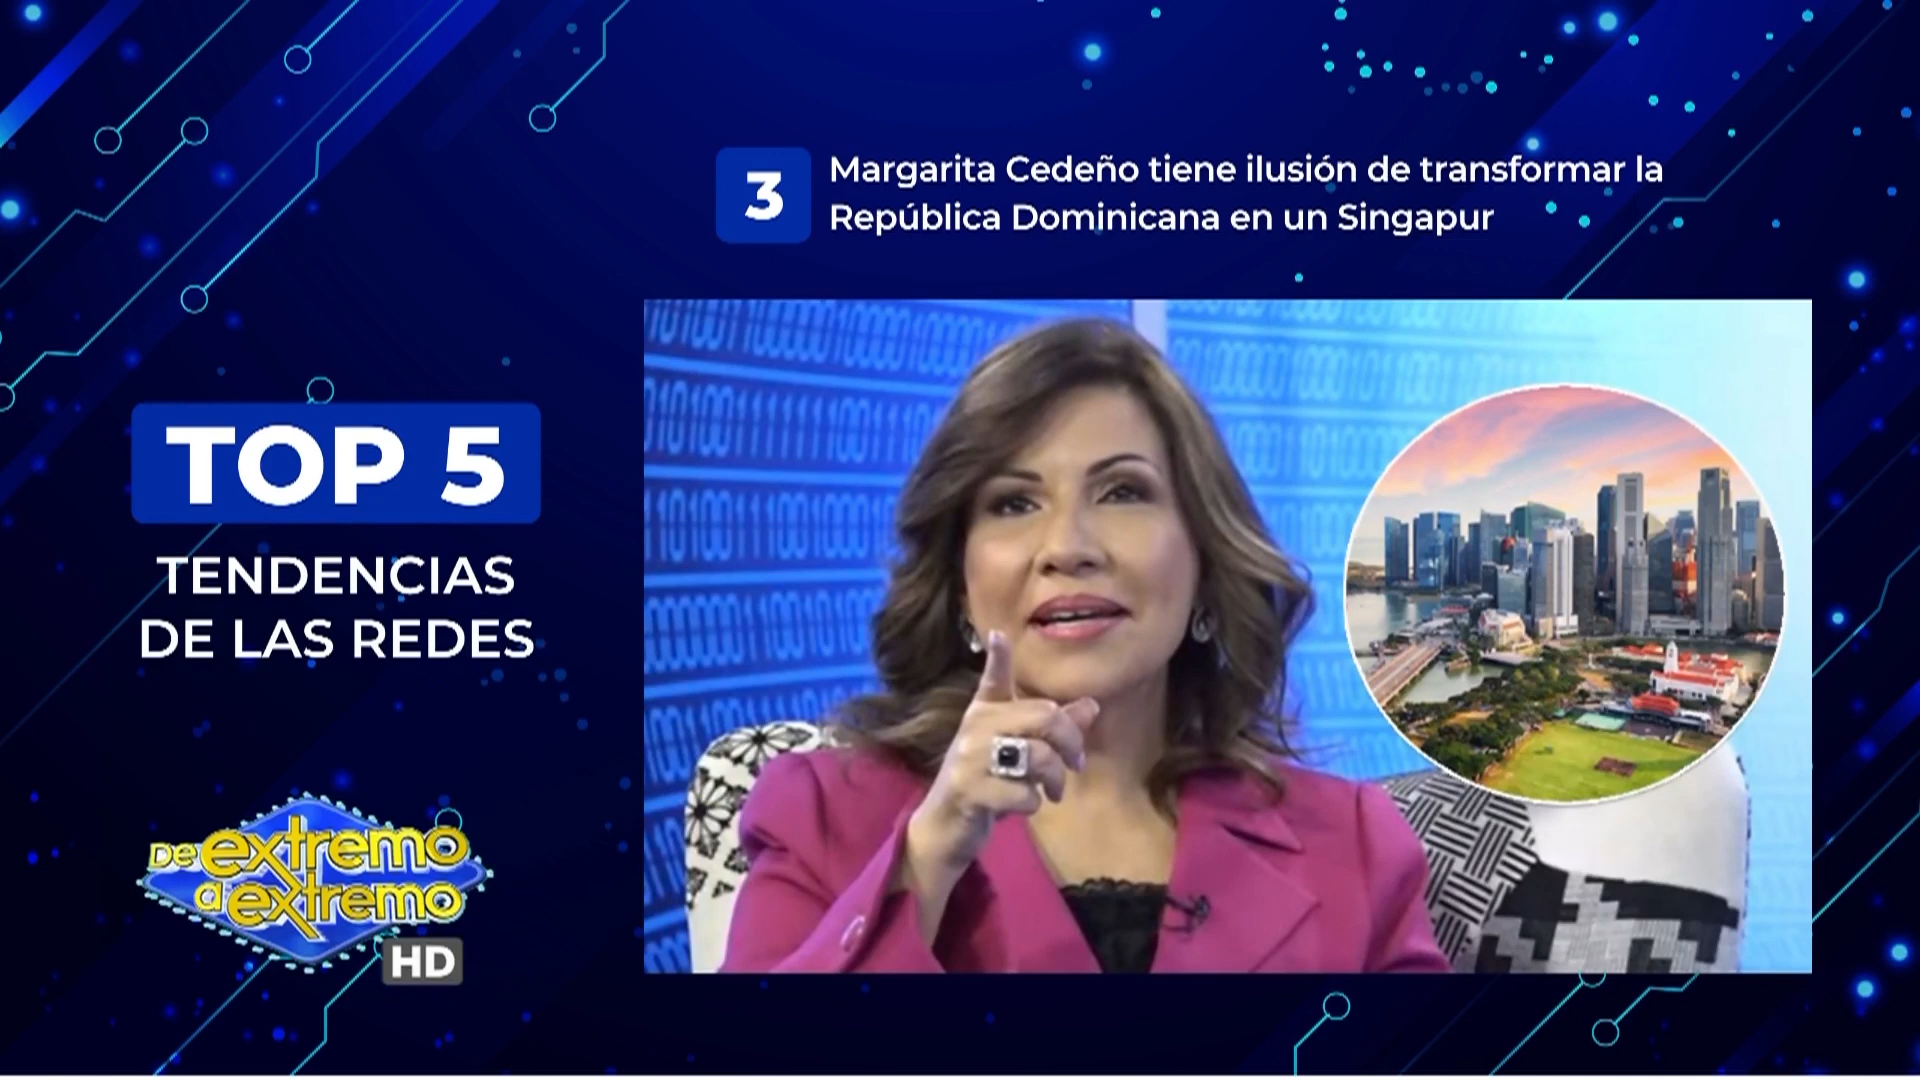 3
Margarita Cedeño tiene ilusión de transformar la
República Dominicana en un Singapur
TOP 5
TENDENCIAS
DE LAS REDES
De extremo
a extremo
HD